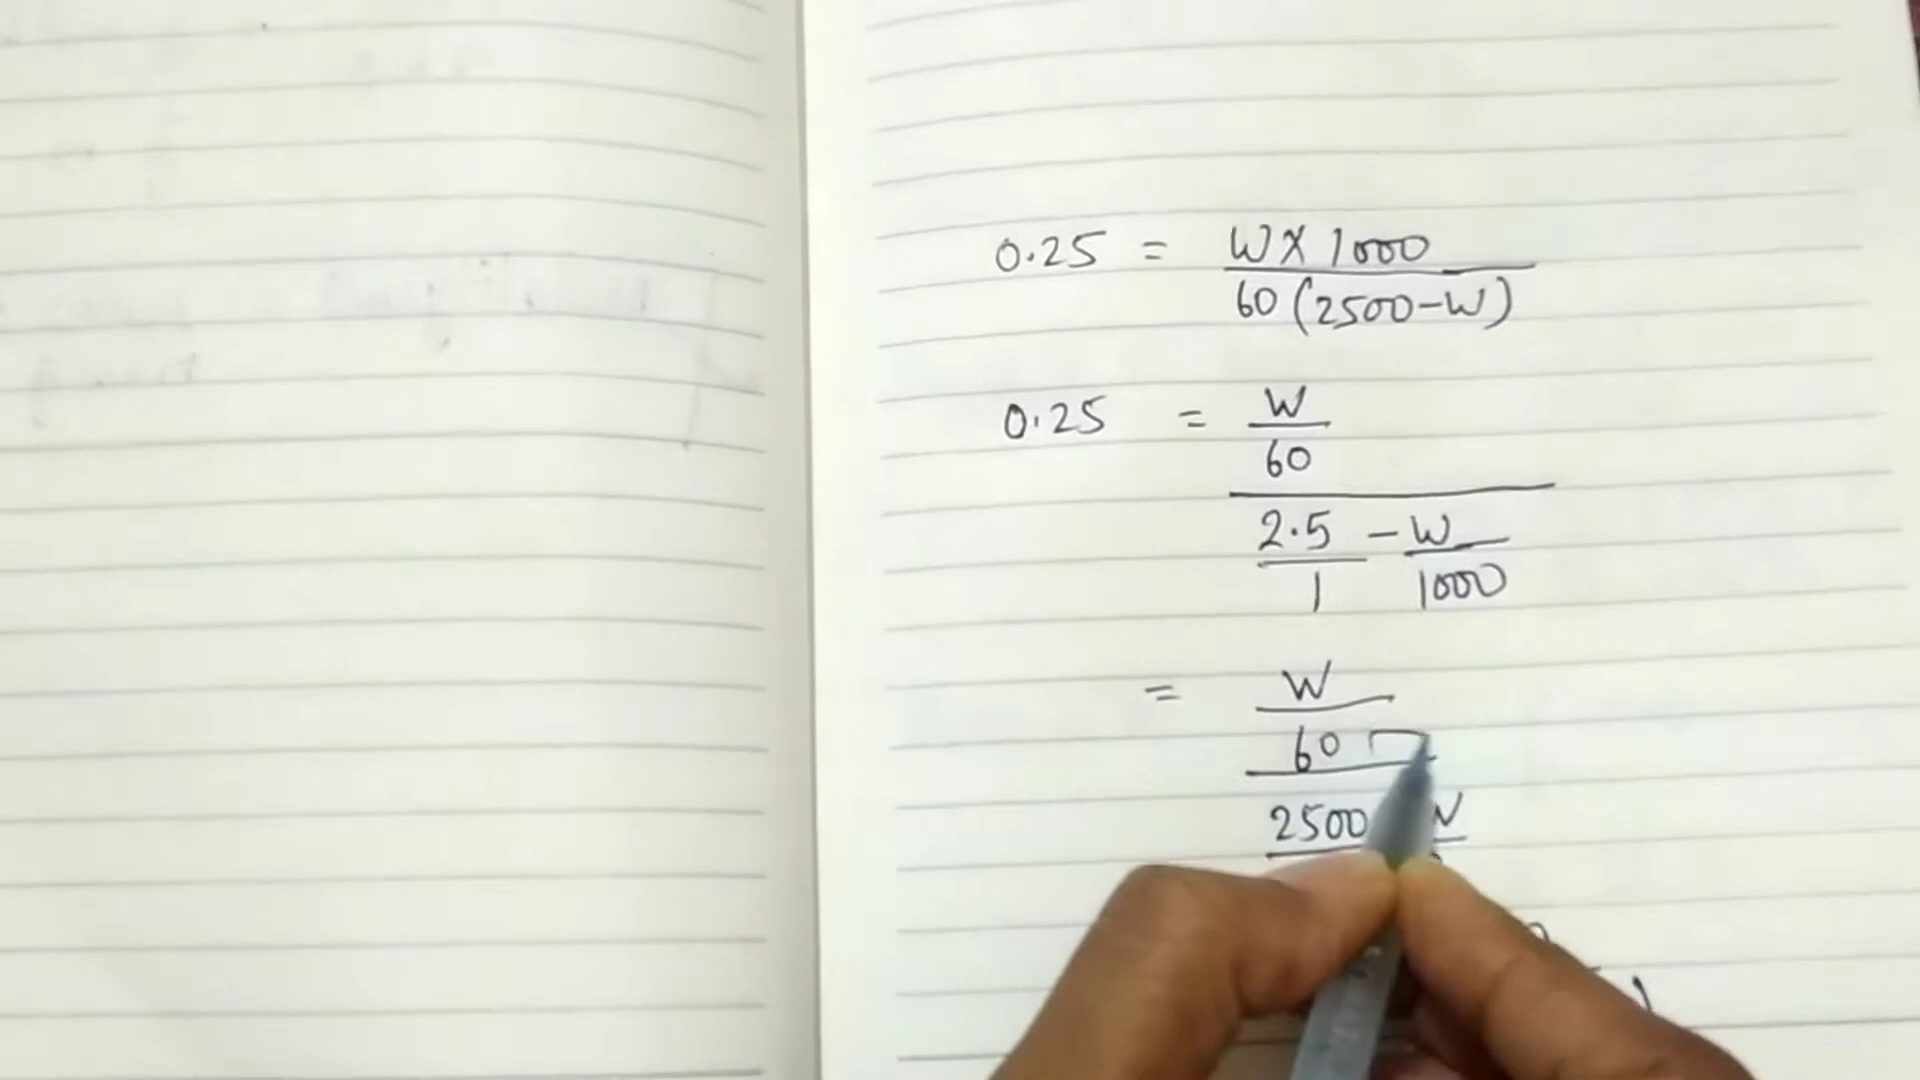 0.25 = W X 1000
60 (2500-W)
0.25 = W
60
2.5 - W
1 1000
= W
60
2500 W